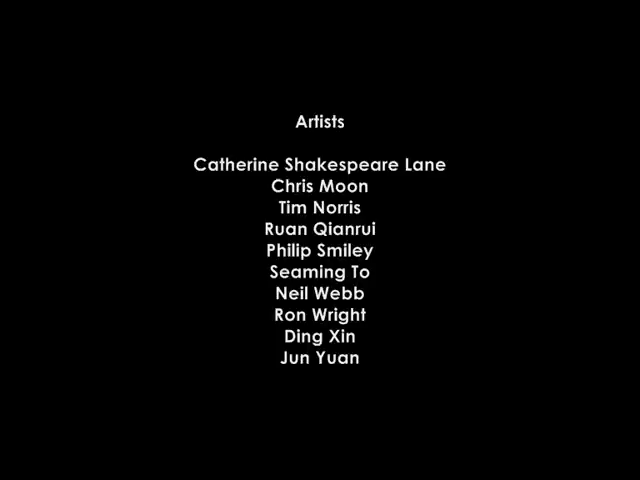 Artists
Catherine Shakespeare Lane
Chris Moon
Tim Norris
Ruan Qianrui
Philip Smiley
Seaming To
Neil Webb
Ron Wright
Ding Xin
Jun Yuan